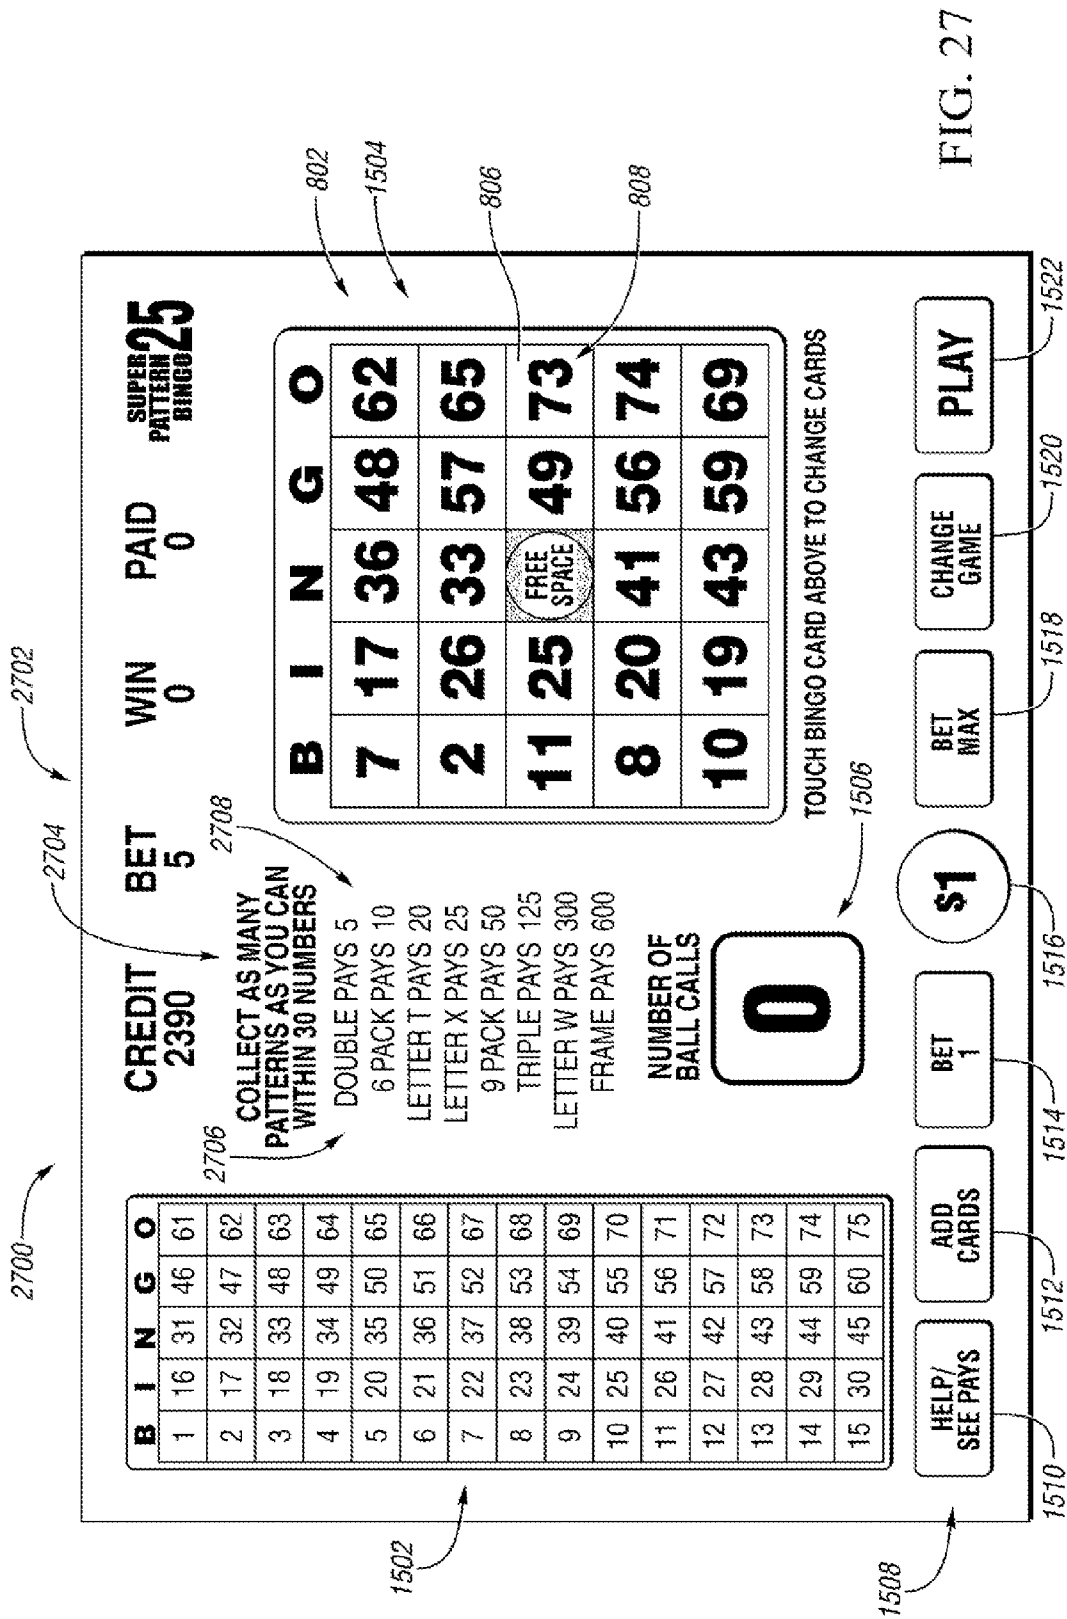 2700
2702
2704
CREDIT BET WIN PAID
2390 5 0 0
SUPER
PATTERN
BINGO
25
802
1504
B I N G O
1 16 31 46 61
2 17 32 47 62
3 18 33 48 63
4 19 34 49 64
5 20 35 50 65
6 21 36 51 66
7 22 37 52 67
8 23 38 53 68
9 24 39 54 69
10 25 40 55 70
11 26 41 56 71
12 27 42 57 72
13 28 43 58 73
14 29 44 59 74
15 30 45 60 75
1502
2706
COLLECT AS MANY
PATTERNS AS YOU CAN
WITHIN 30 NUMBERS
2708
DOUBLE PAYS 5
6 PACK PAYS 10
LETTER T PAYS 20
LETTER X PAYS 25
9 PACK PAYS 50
TRIPLE PAYS 125
LETTER W PAYS 300
FRAME PAYS 600
NUMBER OF
BALL CALLS
0
1506
B I N G O
7 17 36 48 62
2 26 33 57 65
11 25 FREE SPACE 49 73
8 20 41 56 74
10 19 43 59 69
806
808
TOUCH BINGO CARD ABOVE TO CHANGE CARDS
1508
HELP/
SEE PAYS
ADD
CARDS
BET
1
$1
BET
MAX
CHANGE
GAME
PLAY
1510
1512
1514
1516
1518
1520
1522
FIG. 27